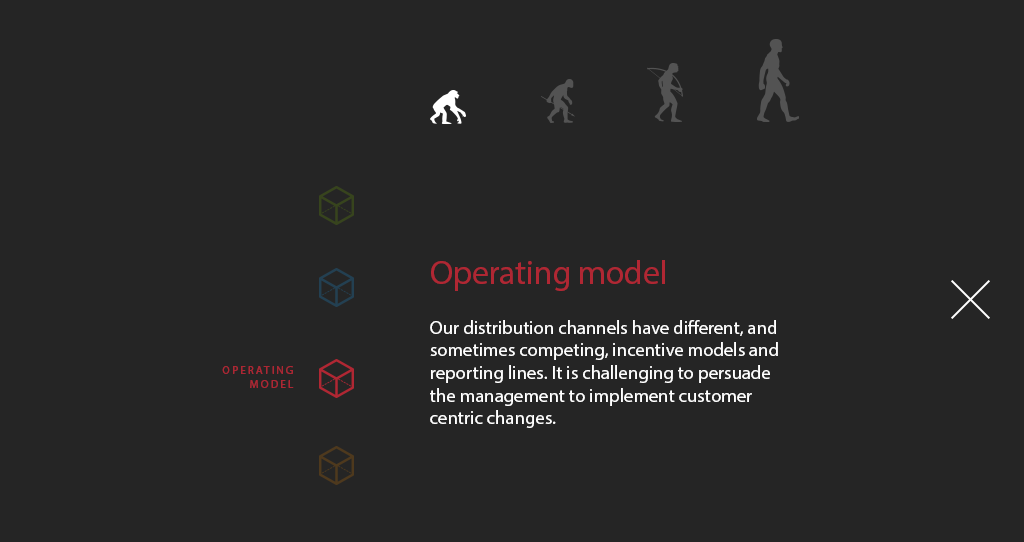 Operating model
OPERATING
MODEL
Our distribution channels have different, and
sometimes competing, incentive models and
reporting lines. It is challenging to persuade
the management to implement customer
centric changes.